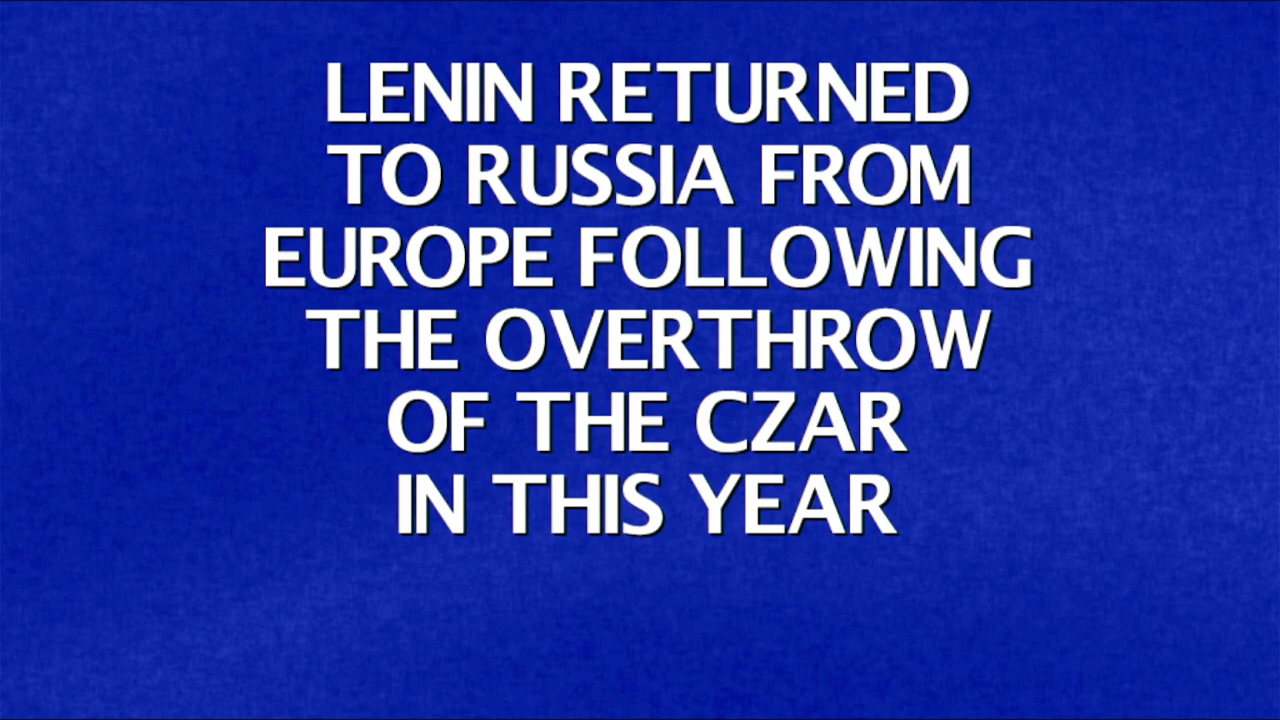 LENIN RETURNED
TO RUSSIA FROM
EUROPE FOLLOWING
THE OVERTHROW
OF THE CZAR
IN THIS YEAR